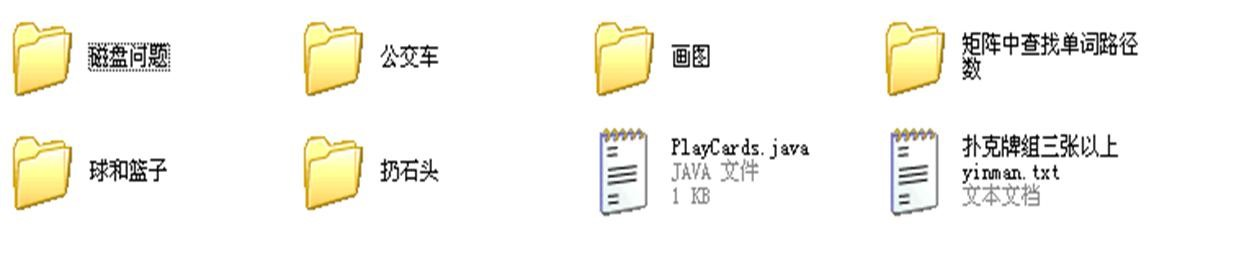 磁盘问题
公交车
画图
矩阵中查找单词路径
数
球和篮子
扔石头
PlayCards.java
JAVA 文件
1 KB
扑克牌组三张以上
yinman.txt
文本文档